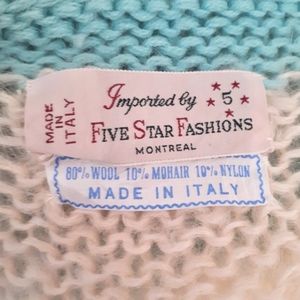 MADE
IN
ITALY
Imported by
5
FIVE STAR FASHIONS
MONTREAL
80% WOOL 10% MOHAIR 10% NYLON
MADE IN ITALY